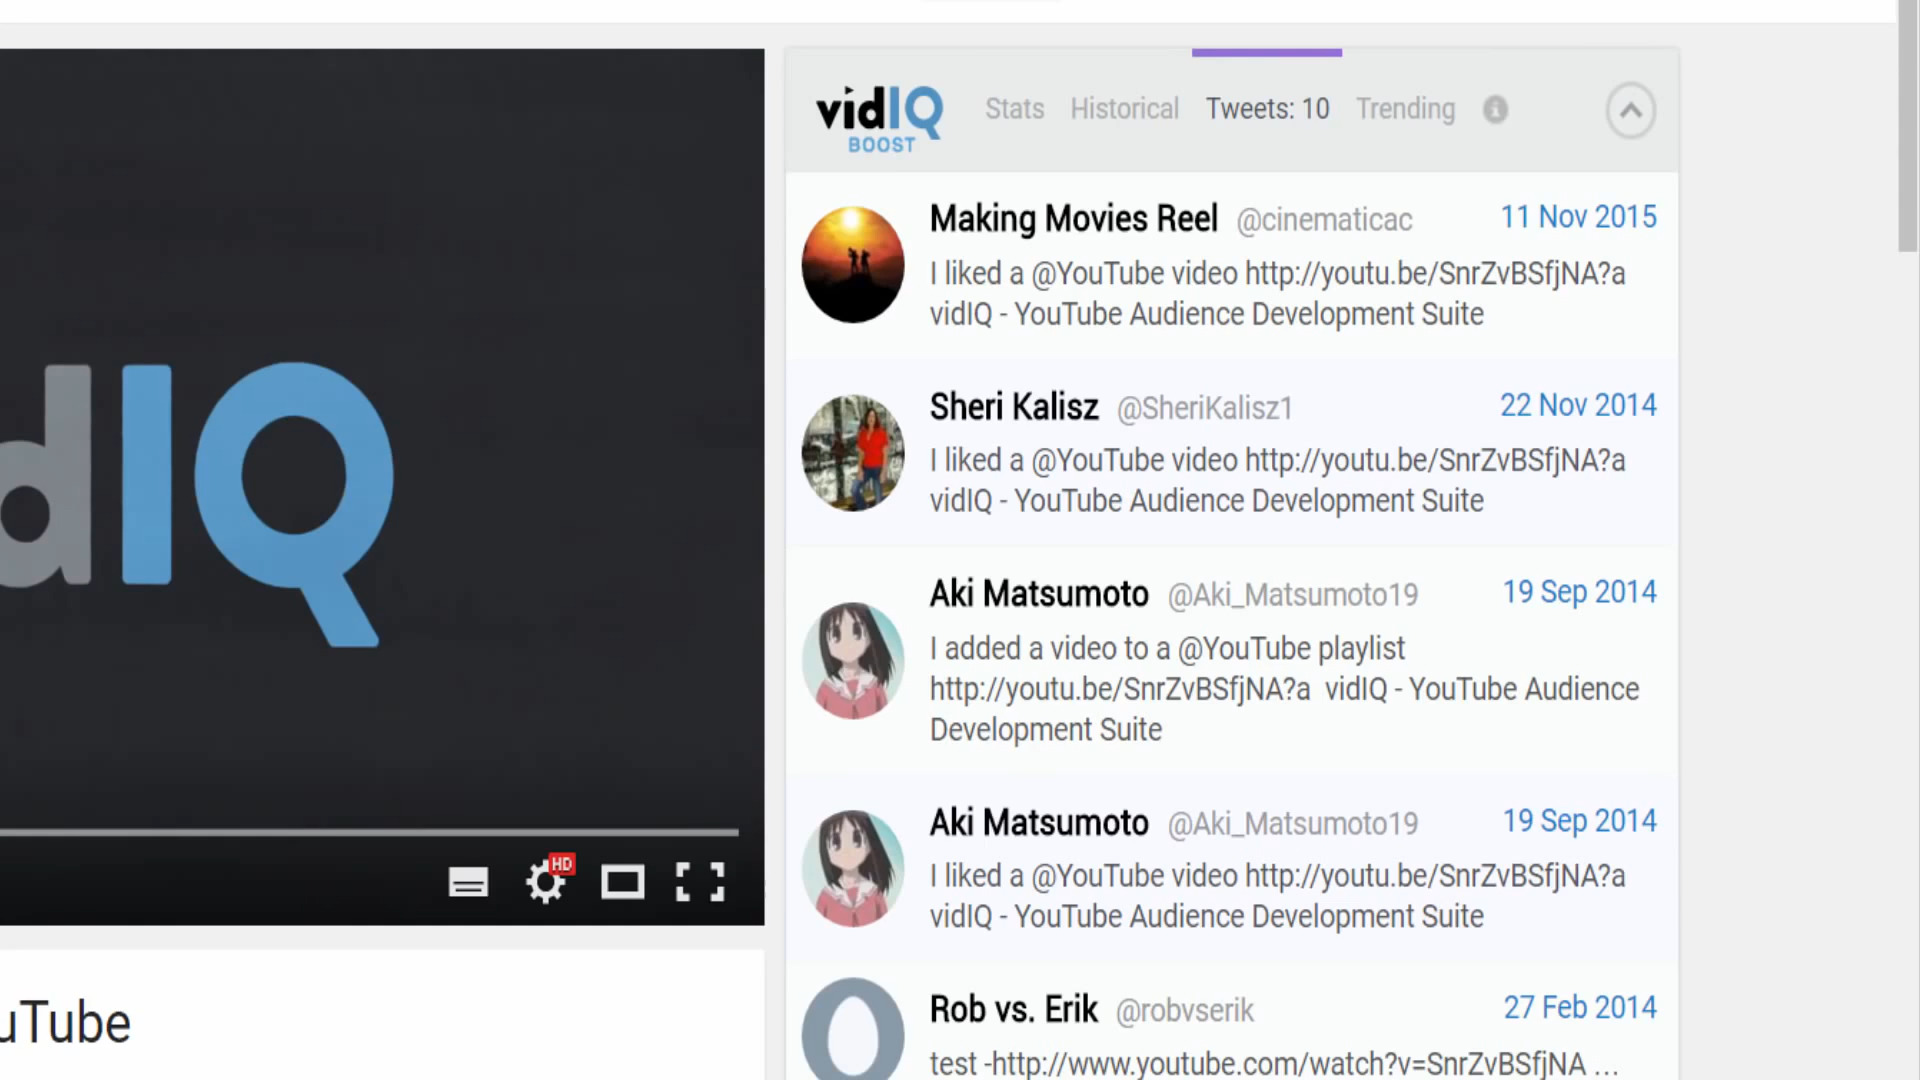 vidIQ
BOOST
Stats Historical Tweets: 10 Trending
Making Movies Reel @cinematicac 11 Nov 2015
I liked a @YouTube video http://youtu.be/SnrZvBSfjNA?a
vidIQ - YouTube Audience Development Suite
Sheri Kalisz @SheriKalisz1 22 Nov 2014
I liked a @YouTube video http://youtu.be/SnrZvBSfjNA?a
vidIQ - YouTube Audience Development Suite
Aki Matsumoto @Aki_Matsumoto19 19 Sep 2014
I added a video to a @YouTube playlist
http://youtu.be/SnrZvBSfjNA?a vidIQ - YouTube Audience
Development Suite
Aki Matsumoto @Aki_Matsumoto19 19 Sep 2014
I liked a @YouTube video http://youtu.be/SnrZvBSfjNA?a
vidIQ - YouTube Audience Development Suite
Rob vs. Erik @robvserik 27 Feb 2014
test -http://www.youtube.com/watch?v=SnrZvBSfjNA ...
dIQ
HD
uTube